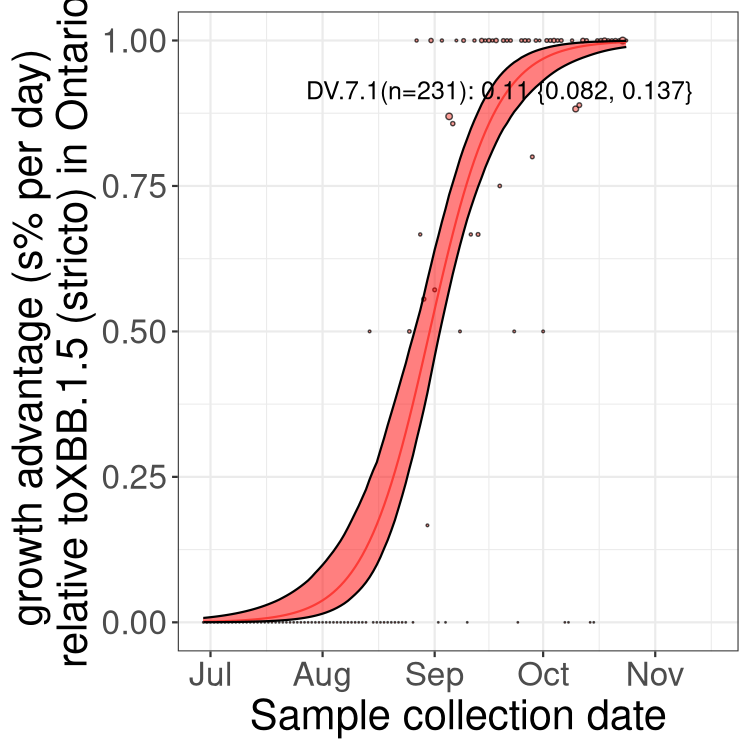 growth advantage (s% per day)
relative toXBB.1.5 (stricto) in Ontario
1.00
0.75
0.50
0.25
0.00
DV.7.1(n=231): 0.11 {0.082, 0.137}
Jul Aug Sep Oct Nov
Sample collection date